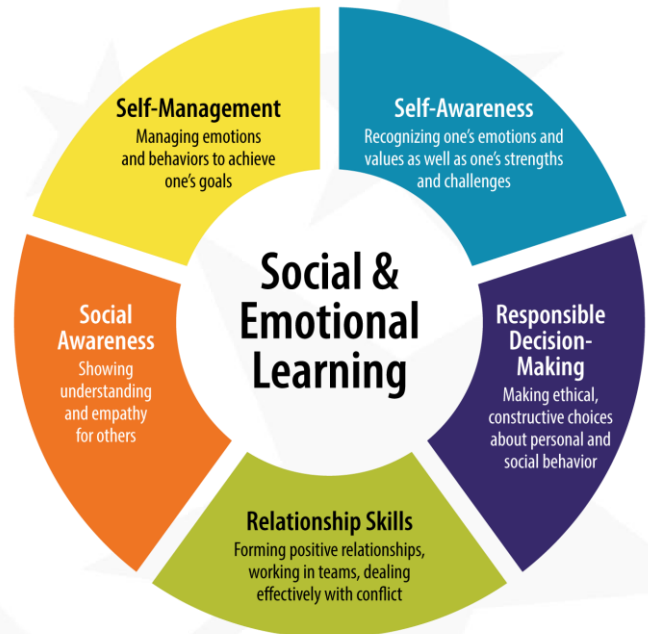 Self-Management
Managing emotions
and behaviors to achieve
one's goals
Self-Awareness
Recognizing one's emotions and
values as well as one's strengths
and challenges
Social &
Emotional
Learning
Social
Awareness
Showing
understanding
and empathy
for others
Responsible
Decision-
Making
Making ethical,
constructive choices
about personal and
social behavior
Relationship Skills
Forming positive relationships,
working in teams, dealing
effectively with conflict